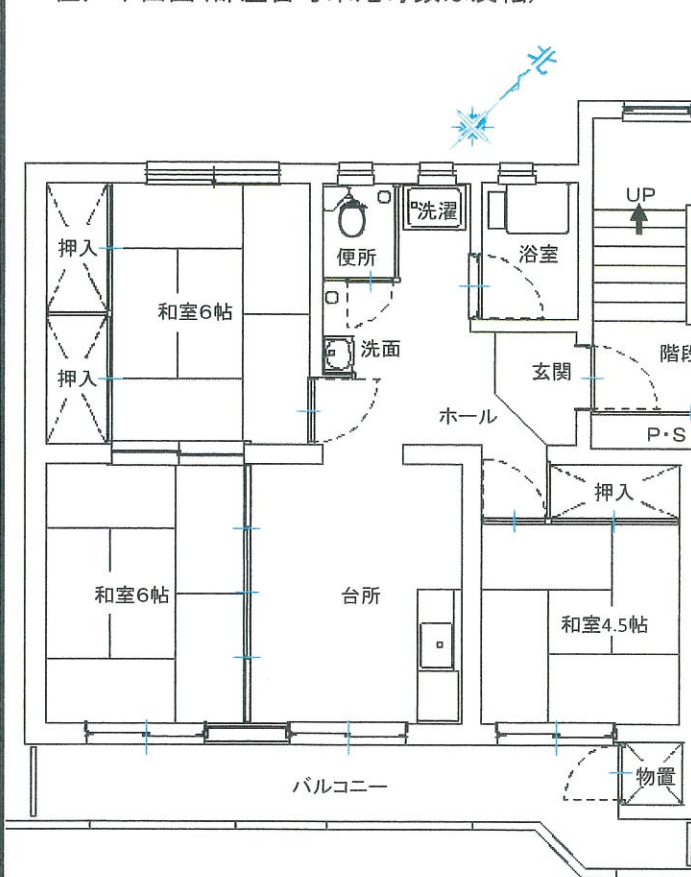 北
UP
洗濯
押入
便所
浴室
和室6帖
洗面
玄関
階段
押入
ホール
P・S
押入
和室6帖
台所
和室4.5帖
バルコニー
物置